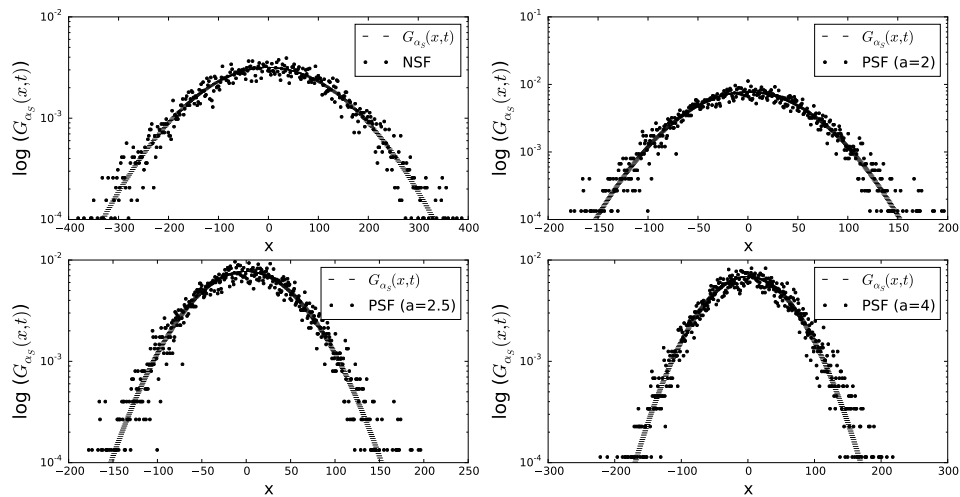 10^{-2}
10^{-3}
10^{-4}
log (G_{α_S}(x,t))
−400 −300 −200 −100 0 100 200 300 400
x
G_{α_S}(x,t)
NSF
10^{-1}
10^{-2}
10^{-3}
10^{-4}
log (G_{α_S}(x,t))
−200 −150 −100 −50 0 50 100 150 200
x
G_{α_S}(x,t)
PSF (a=2)
10^{-2}
10^{-3}
10^{-4}
log (G_{α_S}(x,t))
−200 −150 −100 −50 0 50 100 150 200 250
x
G_{α_S}(x,t)
PSF (a=2.5)
10^{-2}
10^{-3}
10^{-4}
log (G_{α_S}(x,t))
−300 −200 −100 0 100 200 300
x
G_{α_S}(x,t)
PSF (a=4)